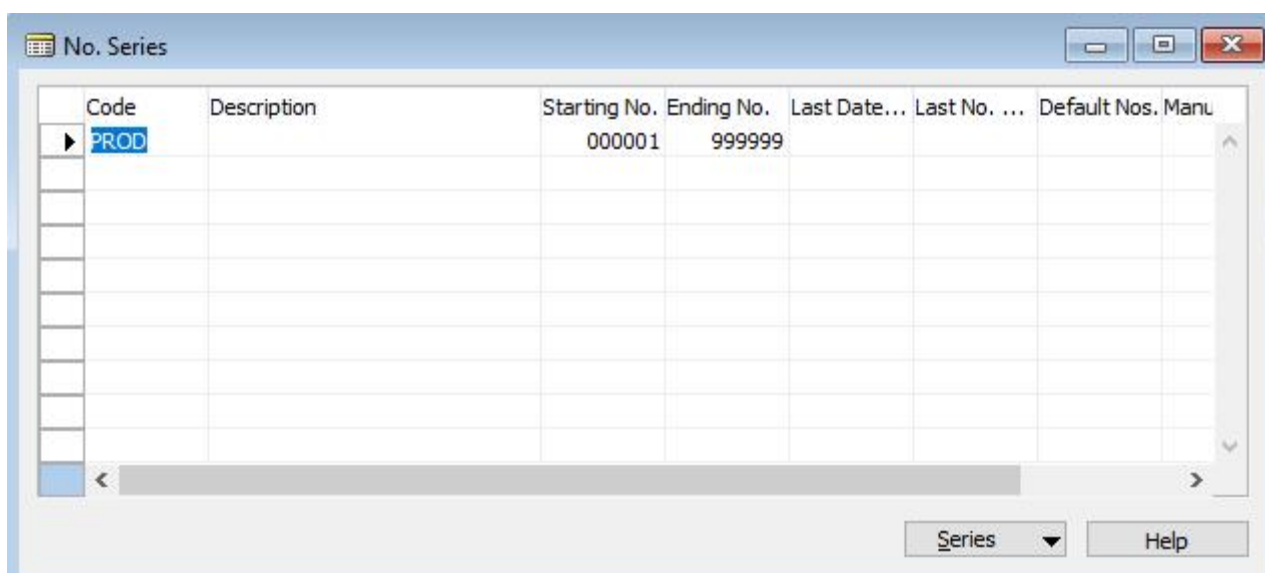 No. Series
Code Description Starting No. Ending No. Last Date... Last No. ... Default Nos. Manu
PROD 000001 999999
Series Help